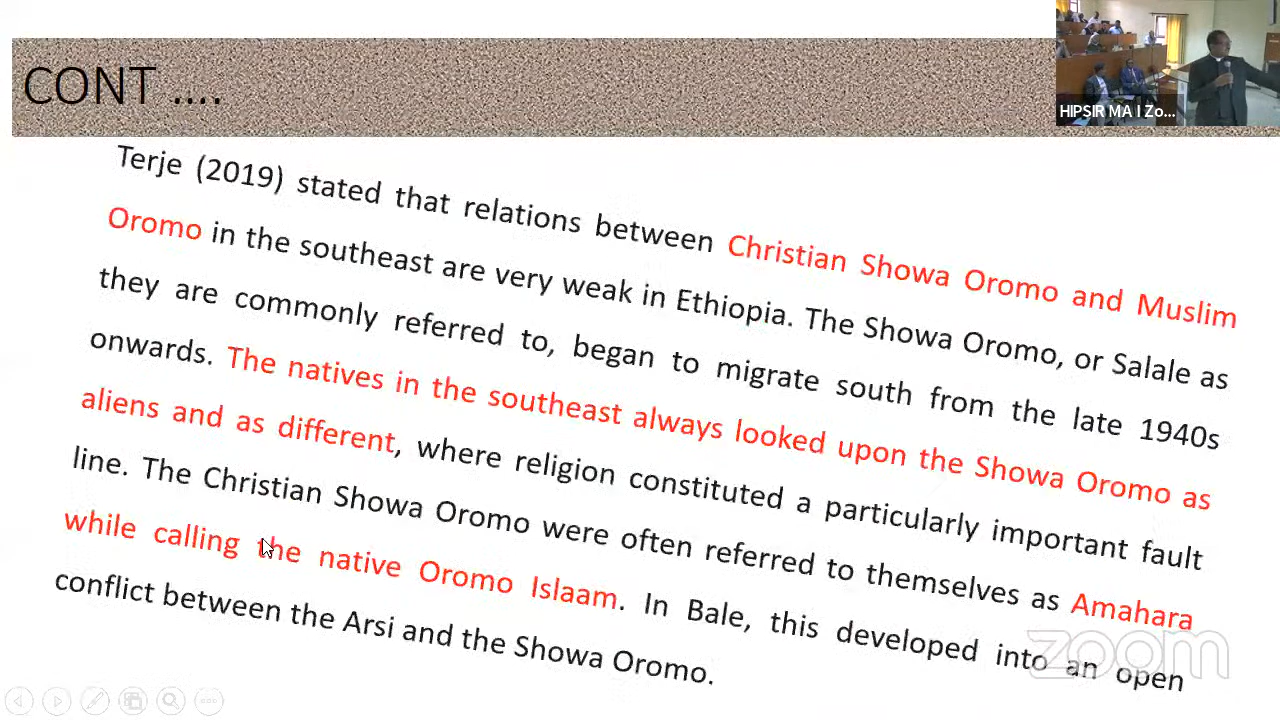 CONT ....
HIPSIR MA I Zo...
Terje (2019) stated that relations between Christian Showa Oromo and Muslim
Oromo in the southeast are very weak in Ethiopia. The Showa Oromo, or Salale as
they are commonly referred to, began to migrate south from the late 1940s
onwards. The natives in the southeast always looked upon the Showa Oromo as
aliens and as different, where religion constituted a particularly important fault
line. The Christian Showa Oromo were often referred to themselves as Amahara
while calling the native Oromo Islaam. In Bale, this developed into an open
conflict between the Arsi and the Showa Oromo.
zoom